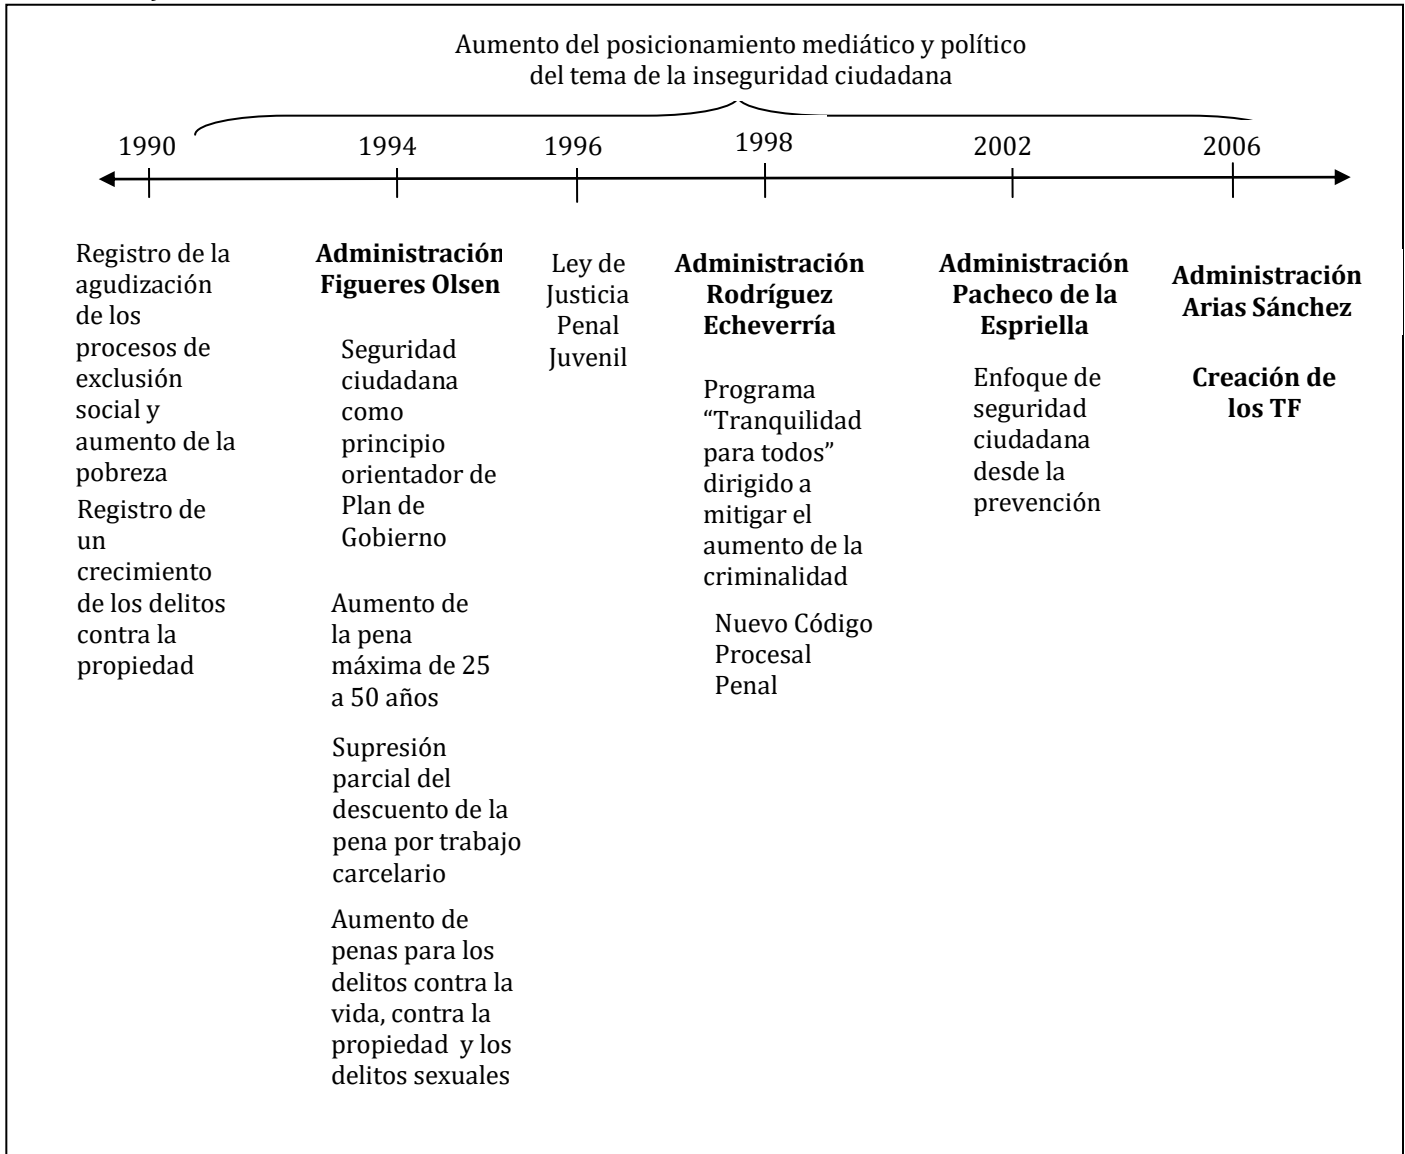 Aumento del posicionamiento mediático y político
del tema de la inseguridad ciudadana
1990
1994
1996
1998
2002
2006
Registro de la
agudización
de los
procesos de
exclusión
social y
aumento de la
pobreza
Registro de
un
crecimiento
de los delitos
contra la
propiedad
Administración
Figueres Olsen
Seguridad
ciudadana
como
principio
orientador de
Plan de
Gobierno
Aumento de
la pena
máxima de 25
a 50 años
Supresión
parcial del
descuento de la
pena por trabajo
carcelario
Aumento de
penas para los
delitos contra la
vida, contra la
propiedad y los
delitos sexuales
Ley de
Justicia
Penal
Juvenil
Administración
Rodríguez
Echeverría
Programa
“Tranquilidad
para todos”
dirigido a
mitigar el
aumento de la
criminalidad
Nuevo Código
Procesal
Penal
Administración
Pacheco de la
Espriella
Enfoque de
seguridad
ciudadana
desde la
prevención
Administración
Arias Sánchez
Creación de
los TF